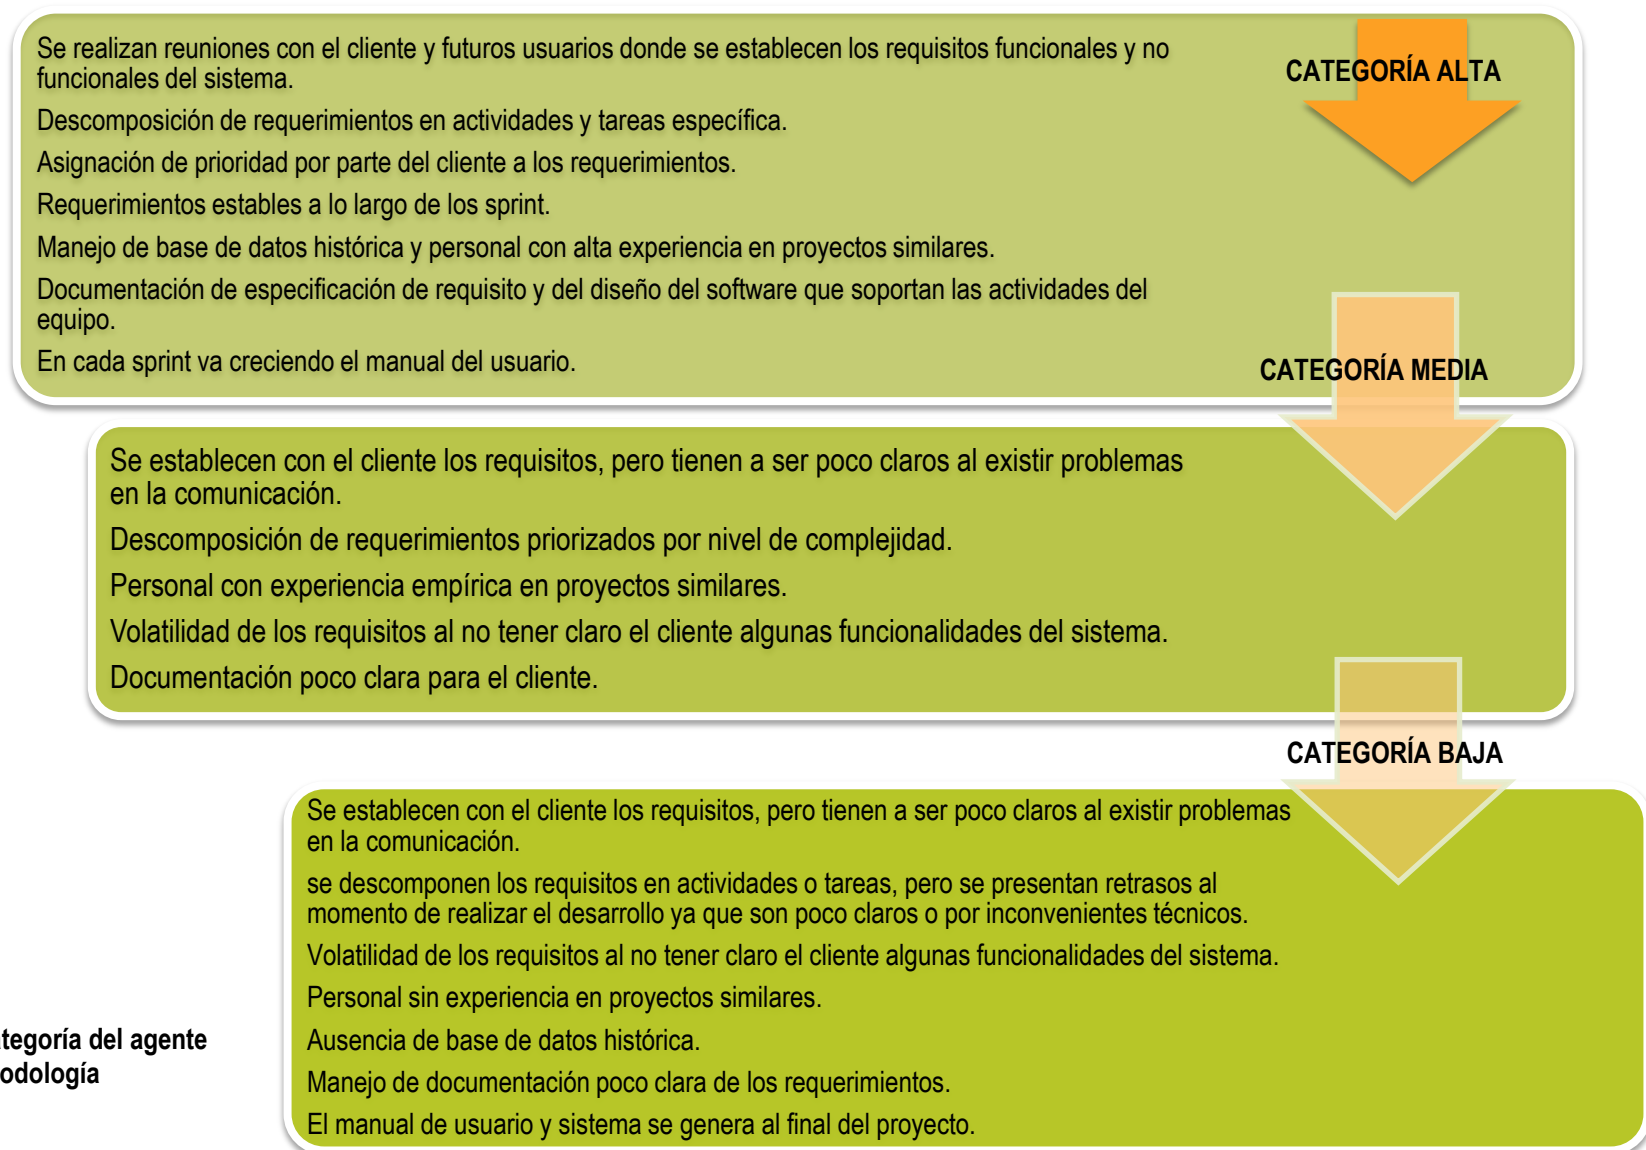 Se realizan reuniones con el cliente y futuros usuarios donde se establecen los requisitos funcionales y no
funcionales del sistema.
Descomposición de requerimientos en actividades y tareas específica.
Asignación de prioridad por parte del cliente a los requerimientos.
Requerimientos estables a lo largo de los sprint.
Manejo de base de datos histórica y personal con alta experiencia en proyectos similares.
Documentación de especificación de requisito y del diseño del software que soportan las actividades del
equipo.
En cada sprint va creciendo el manual del usuario.
CATEGORÍA ALTA
CATEGORÍA MEDIA
Se establecen con el cliente los requisitos, pero tienen a ser poco claros al existir problemas
en la comunicación.
Descomposición de requerimientos priorizados por nivel de complejidad.
Personal con experiencia empírica en proyectos similares.
Volatilidad de los requisitos al no tener claro el cliente algunas funcionalidades del sistema.
Documentación poco clara para el cliente.
CATEGORÍA BAJA
Se establecen con el cliente los requisitos, pero tienen a ser poco claros al existir problemas
en la comunicación.
se descomponen los requisitos en actividades o tareas, pero se presentan retrasos al
momento de realizar el desarrollo ya que son poco claros o por inconvenientes técnicos.
Volatilidad de los requisitos al no tener claro el cliente algunas funcionalidades del sistema.
Personal sin experiencia en proyectos similares.
Ausencia de base de datos histórica.
Manejo de documentación poco clara de los requerimientos.
El manual de usuario y sistema se genera al final del proyecto.
tegoría del agente
odología